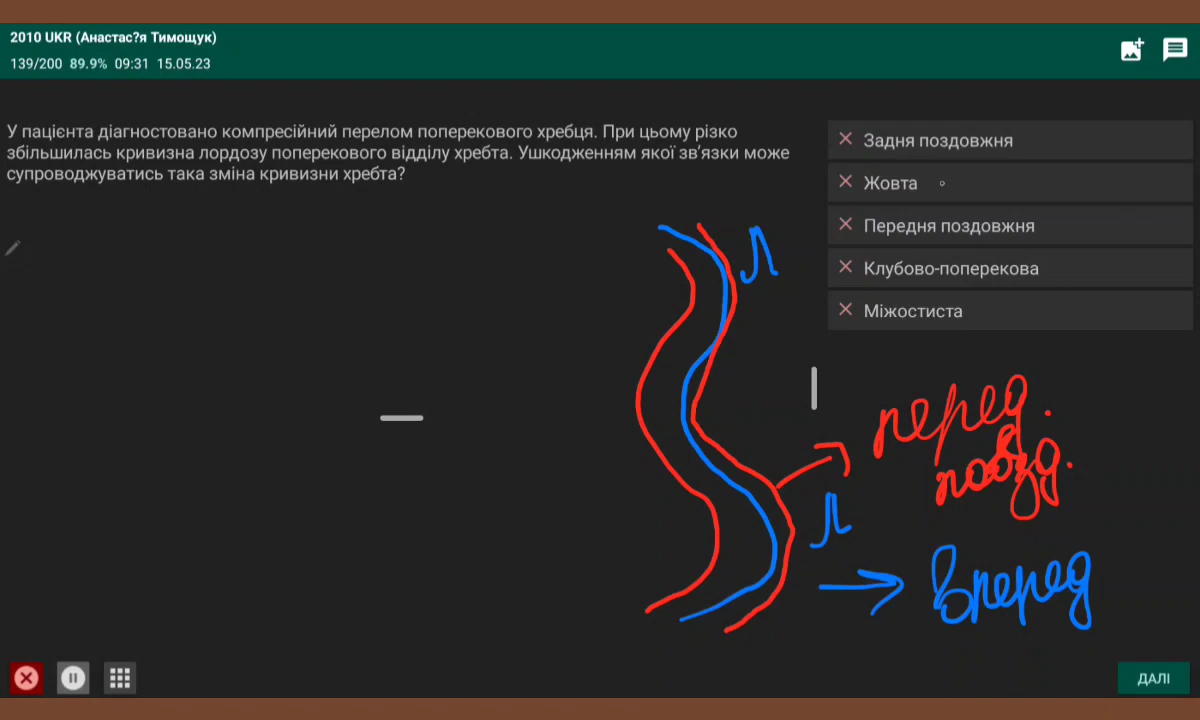 2010 UKR (Анастас?я Тимощук)
139/200 89.9% 09:31 15.05.23
У пацієнта діагностовано компресійний перелом поперекового хребця. При цьому різко
збільшилась кривизна лордозу поперекового відділу хребта. Ушкодженням якої зв'язки може
супроводжуватись така зміна кривизни хребта?
Задня поздовжня
Жовта
Передня поздовжня
Клубово-поперекова
Міжостиста
Л
перед.
повзд.
Л
вперед
ДАЛІ